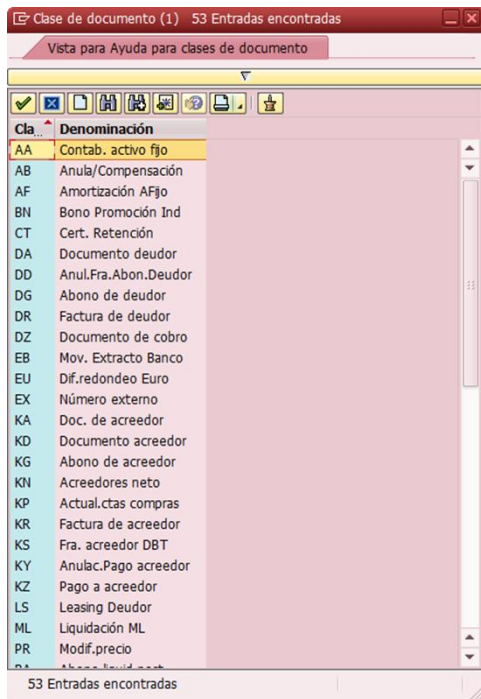 Clase de documento (1) 53 Entradas encontradas
Vista para Ayuda para clases de documento
Cla... Denominación
AA Contab. activo fijo
AB Anula/Compensación
AF Amortización AFijo
BN Bono Promoción Ind
CT Cert. Retención
DA Documento deudor
DD Anul.Fra.Abon.Deudor
DG Abono de deudor
DR Factura de deudor
DZ Documento de cobro
EB Mov. Extracto Banco
EU Dif.redondeo Euro
EX Número externo
KA Doc. de acreedor
KD Documento acreedor
KG Abono de acreedor
KN Acreedores neto
KP Actual.ctas compras
KR Factura de acreedor
KS Fra. acreedor DBT
KY Anulac.Pago acreedor
KZ Pago a acreedor
LS Leasing Deudor
ML Liquidación ML
PR Modif.precio
53 Entradas encontradas